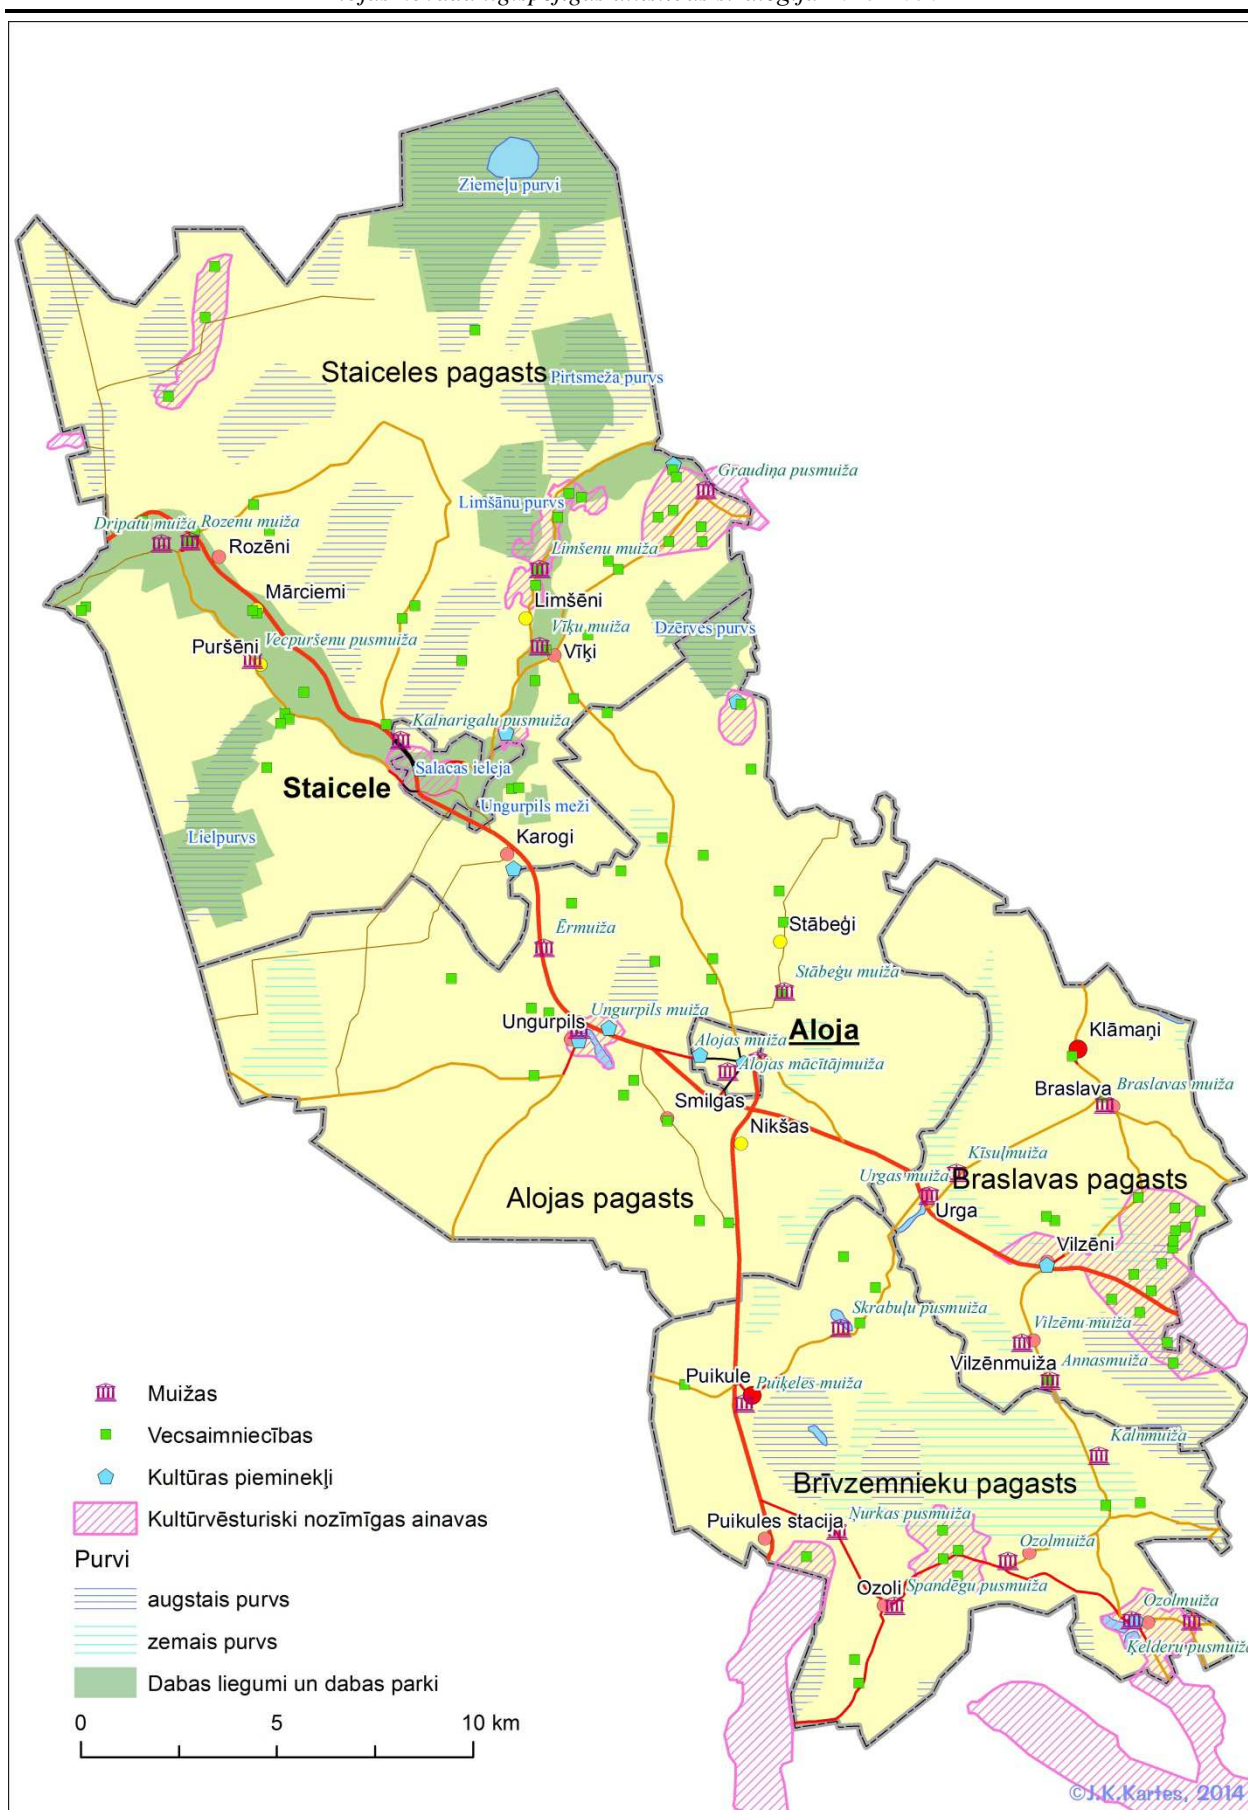 Ziemeļu purvi
Staiceles pagasts
Pirtsmeža purvs
Graudiņa pusmuiža
Limšānu purvs
Dripatu muiža
Rozenu muiža
Rozēni
Limšenu muiža
Mārciemi
Limšēni
Vīķu muiža
Dzērves purvs
Puršēni
Vecpuršenu pusmuiža
Vīķi
Kalnarigalu pusmuiža
Salacas ieleja
Staicele
Ungurpils meži
Lielpurvs
Karogi
Stābeģi
Ērmuiža
Stābeģu muiža
Ungurpils
Ungurpils muiža
Aloja
Alojas muiža
Klāmaņi
Alojas mācītājmuiža
Braslava
Braslavas muiža
Smilgas
Nikšas
Kīsuļmuiža
Urgas muiža
Braslavas pagasts
Alojas pagasts
Urga
Vilzēni
Skrabuļu pusmuiža
Vilzēnu muiža
Vilzēnmuiža
Annasmuiža
Puikule
Puiķeles muiža
Kalnmuiža
Brīvzemnieku pagasts
Puikules stacija
Ņurkas pusmuiža
Ozolmuiža
Ozoli
Spandēgu pusmuiža
Ozolmuiža
Ķelderu pusmuiža
Muižas
Vecsaimniecības
Kultūras pieminekļi
Kultūrvēsturiski nozīmīgas ainavas
Purvi
augstais purvs
zemais purvs
Dabas liegumi un dabas parki
0 5 10 km
©J.K.Kartes, 2014